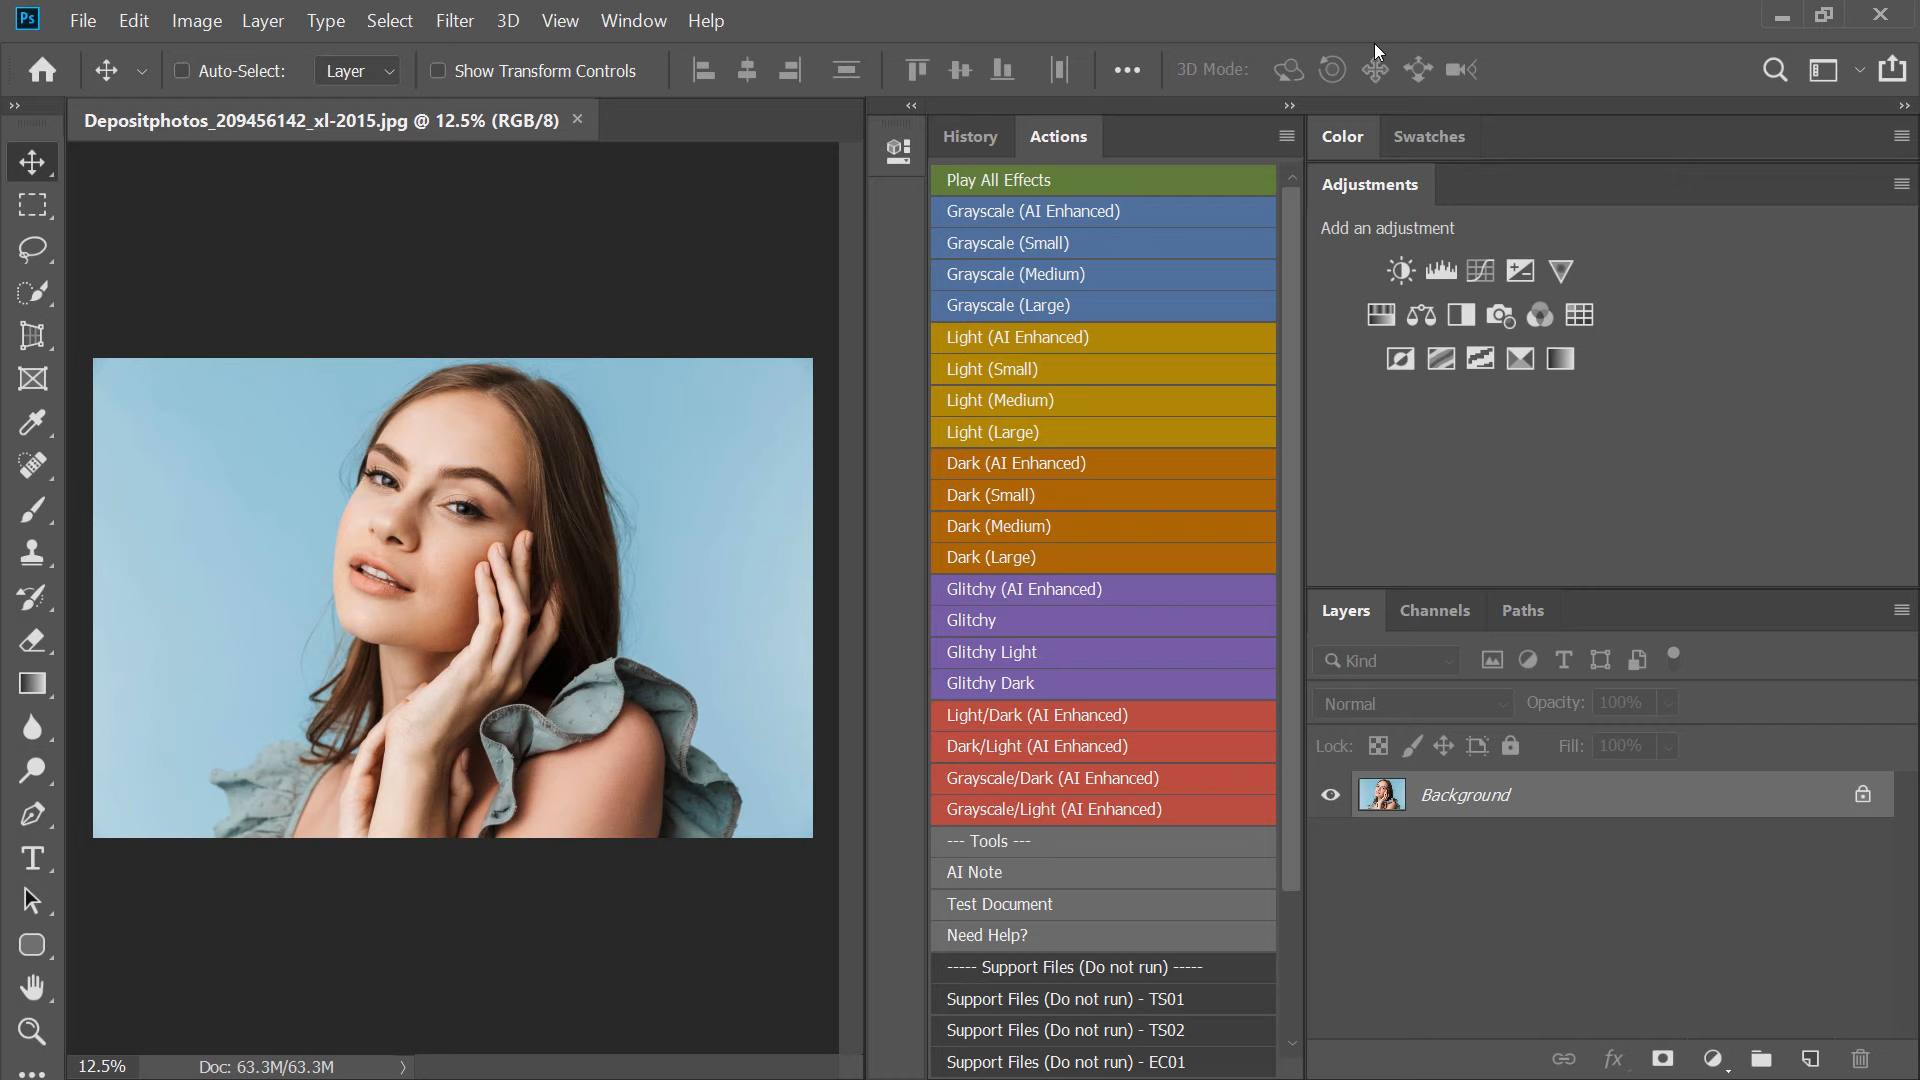 Ps File Edit Image Layer Type Select Filter 3D View Window Help
Auto-Select: Layer Show Transform Controls 3D Mode:
Depositphotos_209456142_xl-2015.jpg @ 12.5% (RGB/8)
History Actions
Play All Effects
Grayscale (AI Enhanced)
Grayscale (Small)
Grayscale (Medium)
Grayscale (Large)
Light (AI Enhanced)
Light (Small)
Light (Medium)
Light (Large)
Dark (AI Enhanced)
Dark (Small)
Dark (Medium)
Dark (Large)
Glitchy (AI Enhanced)
Glitchy
Glitchy Light
Glitchy Dark
Light/Dark (AI Enhanced)
Dark/Light (AI Enhanced)
Grayscale/Dark (AI Enhanced)
Grayscale/Light (AI Enhanced)
--- Tools ---
AI Note
Test Document
Need Help?
----- Support Files (Do not run) -----
Support Files (Do not run) - TS01
Support Files (Do not run) - TS02
Support Files (Do not run) - EC01
Color Swatches
Adjustments
Add an adjustment
Layers Channels Paths
Kind
Normal Opacity: 100%
Lock: Fill: 100%
Background
12.5% Doc: 63.3M/63.3M